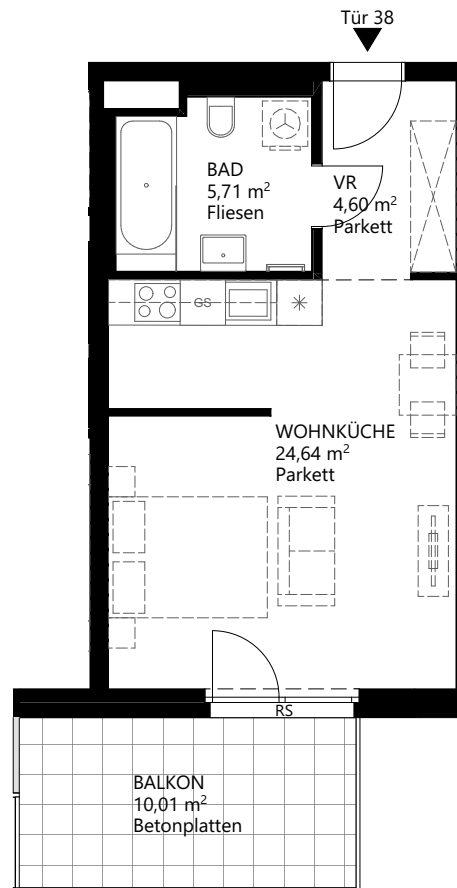 Tür 38
BAD
5,71 m²
Fliesen
VR
4,60 m²
Parkett
GS
WOHNKÜCHE
24,64 m²
Parkett
RS
BALKON
10,01 m²
Betonplatten